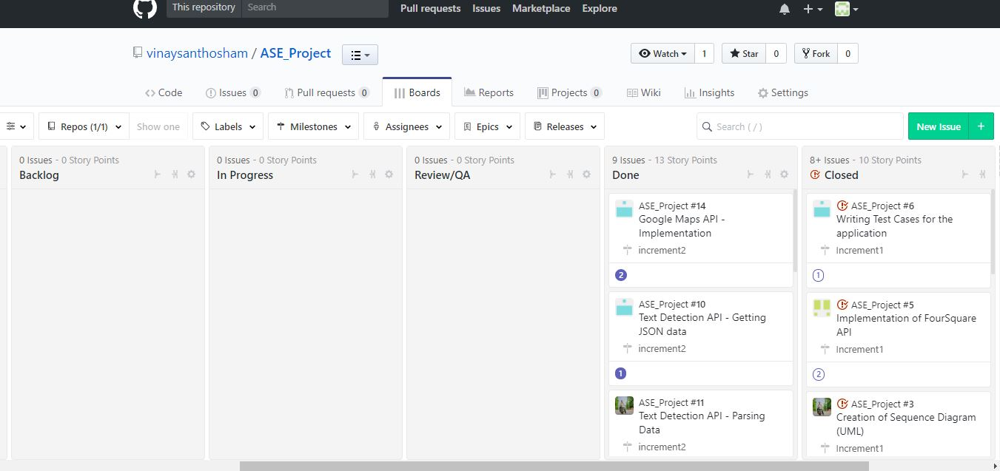 This repository Search Pull requests Issues Marketplace Explore
vinaysanthosham / ASE_Project Watch 1 Star 0 Fork 0
Code Issues 0 Pull requests 0 Boards Reports Projects 0 Wiki Insights Settings
Repos (1/1) Show one Labels Milestones Assignees Epics Releases Search ( / ) New Issue +
0 Issues - 0 Story Points
Backlog
0 Issues - 0 Story Points
In Progress
0 Issues - 0 Story Points
Review/QA
9 Issues - 13 Story Points
Done
ASE_Project #14
Google Maps API -
Implementation
increment2
2
ASE_Project #10
Text Detection API - Getting
JSON data
increment2
1
ASE_Project #11
Text Detection API - Parsing
Data
increment2
8+ Issues - 10 Story Points
Closed
ASE_Project #6
Writing Test Cases for the
application
Increment1
1
ASE_Project #5
Implementation of FourSquare
API
Increment1
2
ASE_Project #3
Creation of Sequence Diagram
(UML)
Increment1